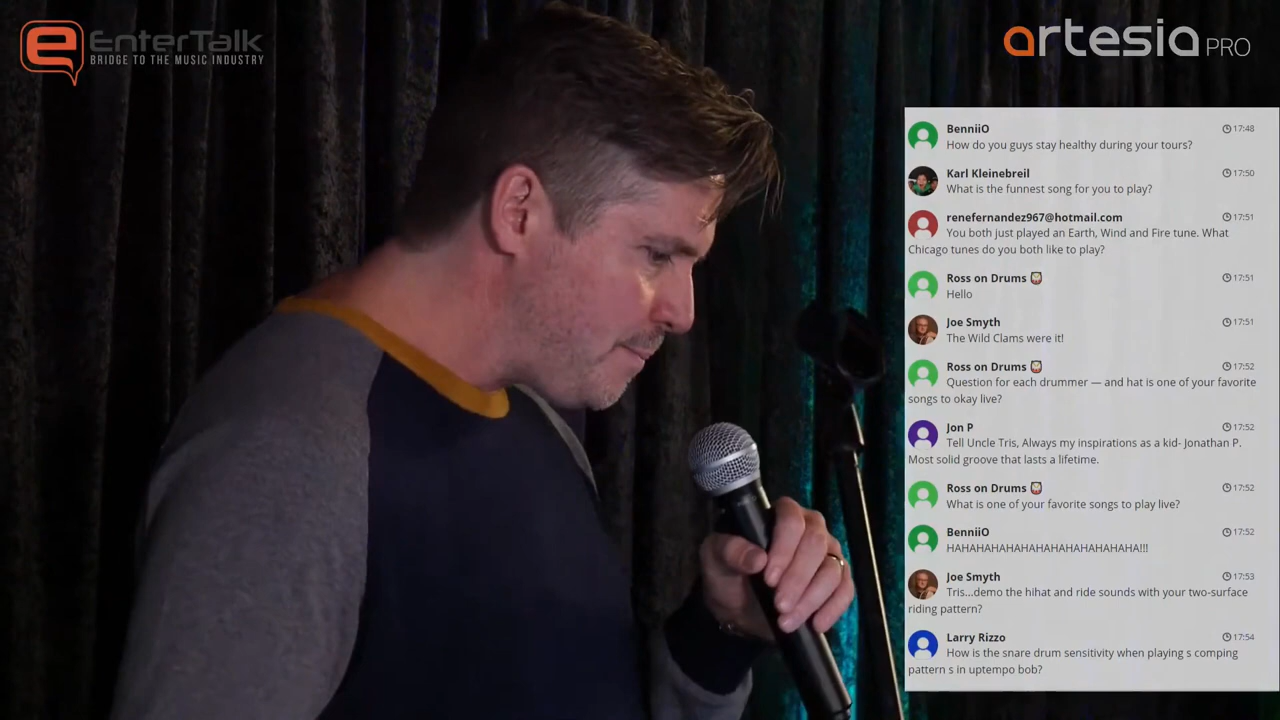 EnterTalk
BRIDGE TO THE MUSIC INDUSTRY
artesia PRO
BenniiO 17:48
How do you guys stay healthy during your tours?
Karl Kleinebreil 17:50
What is the funnest song for you to play?
renefernandez967@hotmail.com 17:51
You both just played an Earth, Wind and Fire tune. What
Chicago tunes do you both like to play?
Ross on Drums 17:51
Hello
Joe Smyth 17:51
The Wild Clams were it!
Ross on Drums 17:52
Question for each drummer — and hat is one of your favorite
songs to okay live?
Jon P 17:52
Tell Uncle Tris, Always my inspirations as a kid- Jonathan P.
Most solid groove that lasts a lifetime.
Ross on Drums 17:52
What is one of your favorite songs to play live?
BenniiO 17:52
HAHAHAHAHAHAHAHAHAHAHAHA!!!
Joe Smyth 17:53
Tris...demo the hihat and ride sounds with your two-surface
riding pattern?
Larry Rizzo 17:54
How is the snare drum sensitivity when playing s comping
pattern s in uptempo bob?